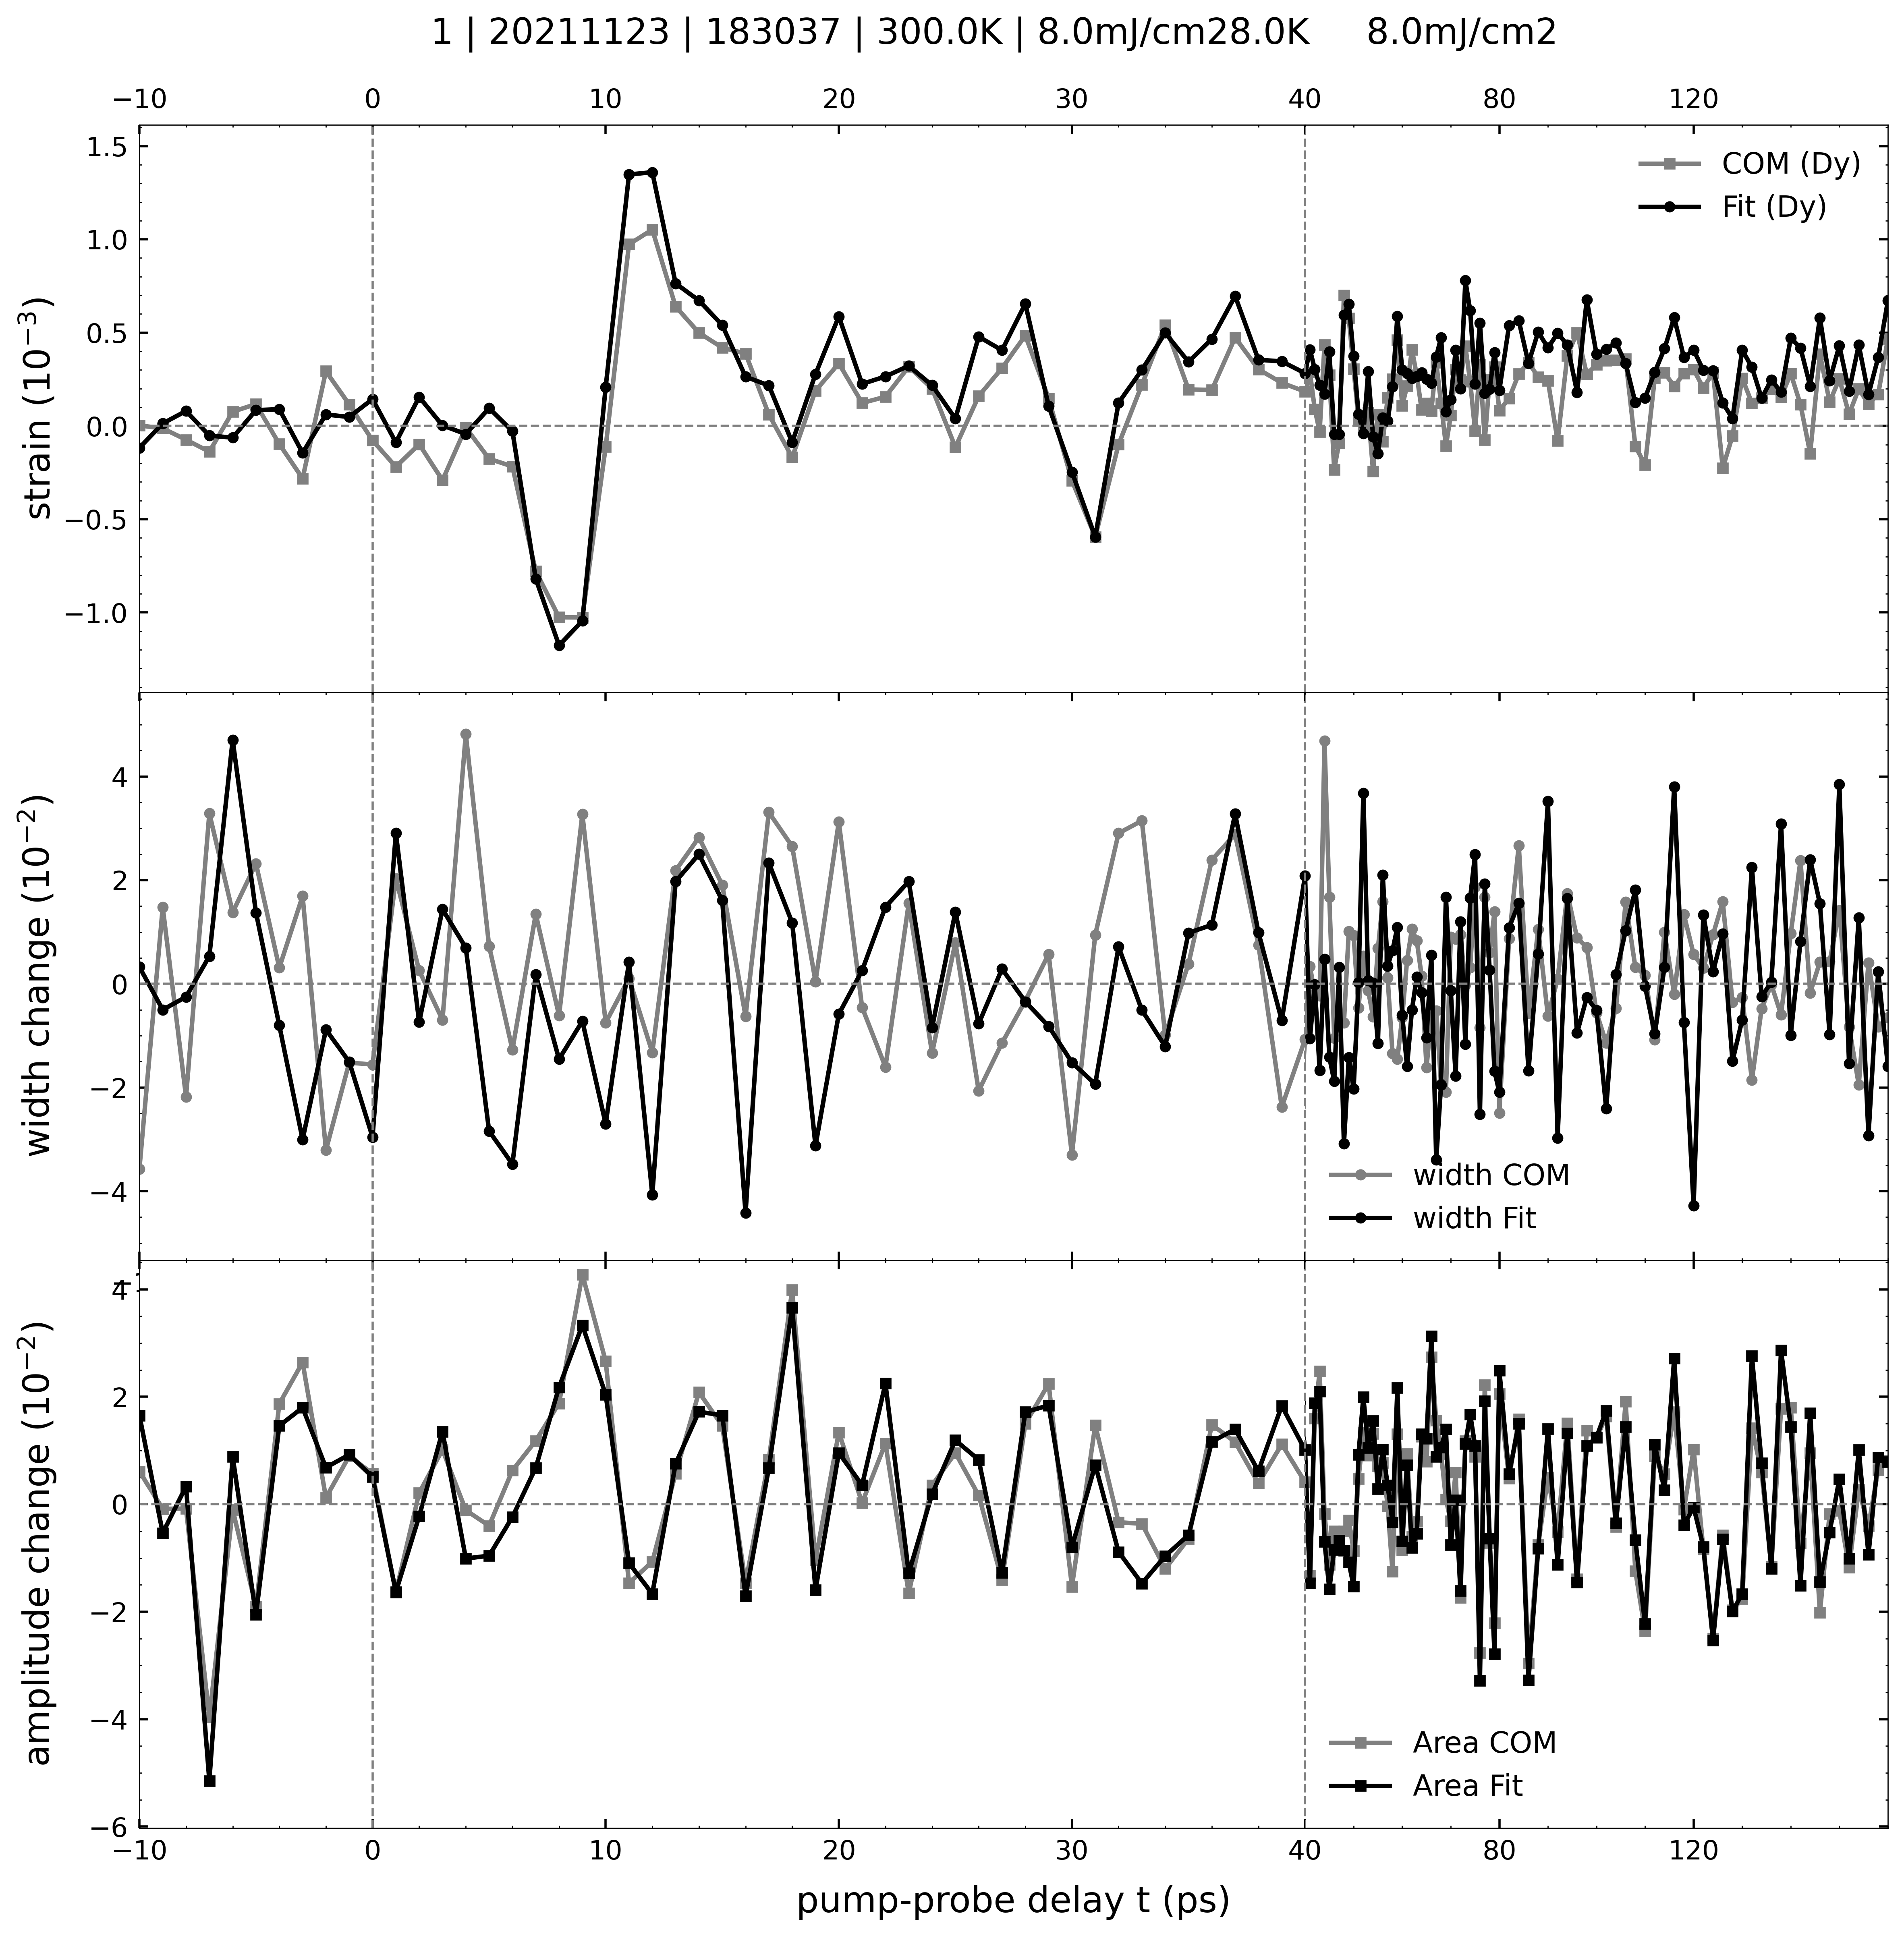 1 | 20211123 | 183037 | 300.0K | 8.0mJ/cm28.0K 8.0mJ/cm2
−10 0 10 20 30 40 80 120
1.5
1.0
0.5
0.0
−0.5
−1.0
strain (10⁻³)
COM (Dy)
Fit (Dy)
4
2
0
−2
−4
width change (10⁻²)
width COM
width Fit
4
2
0
−2
−4
−6
amplitude change (10⁻²)
Area COM
Area Fit
−10 0 10 20 30 40 80 120
pump-probe delay t (ps)